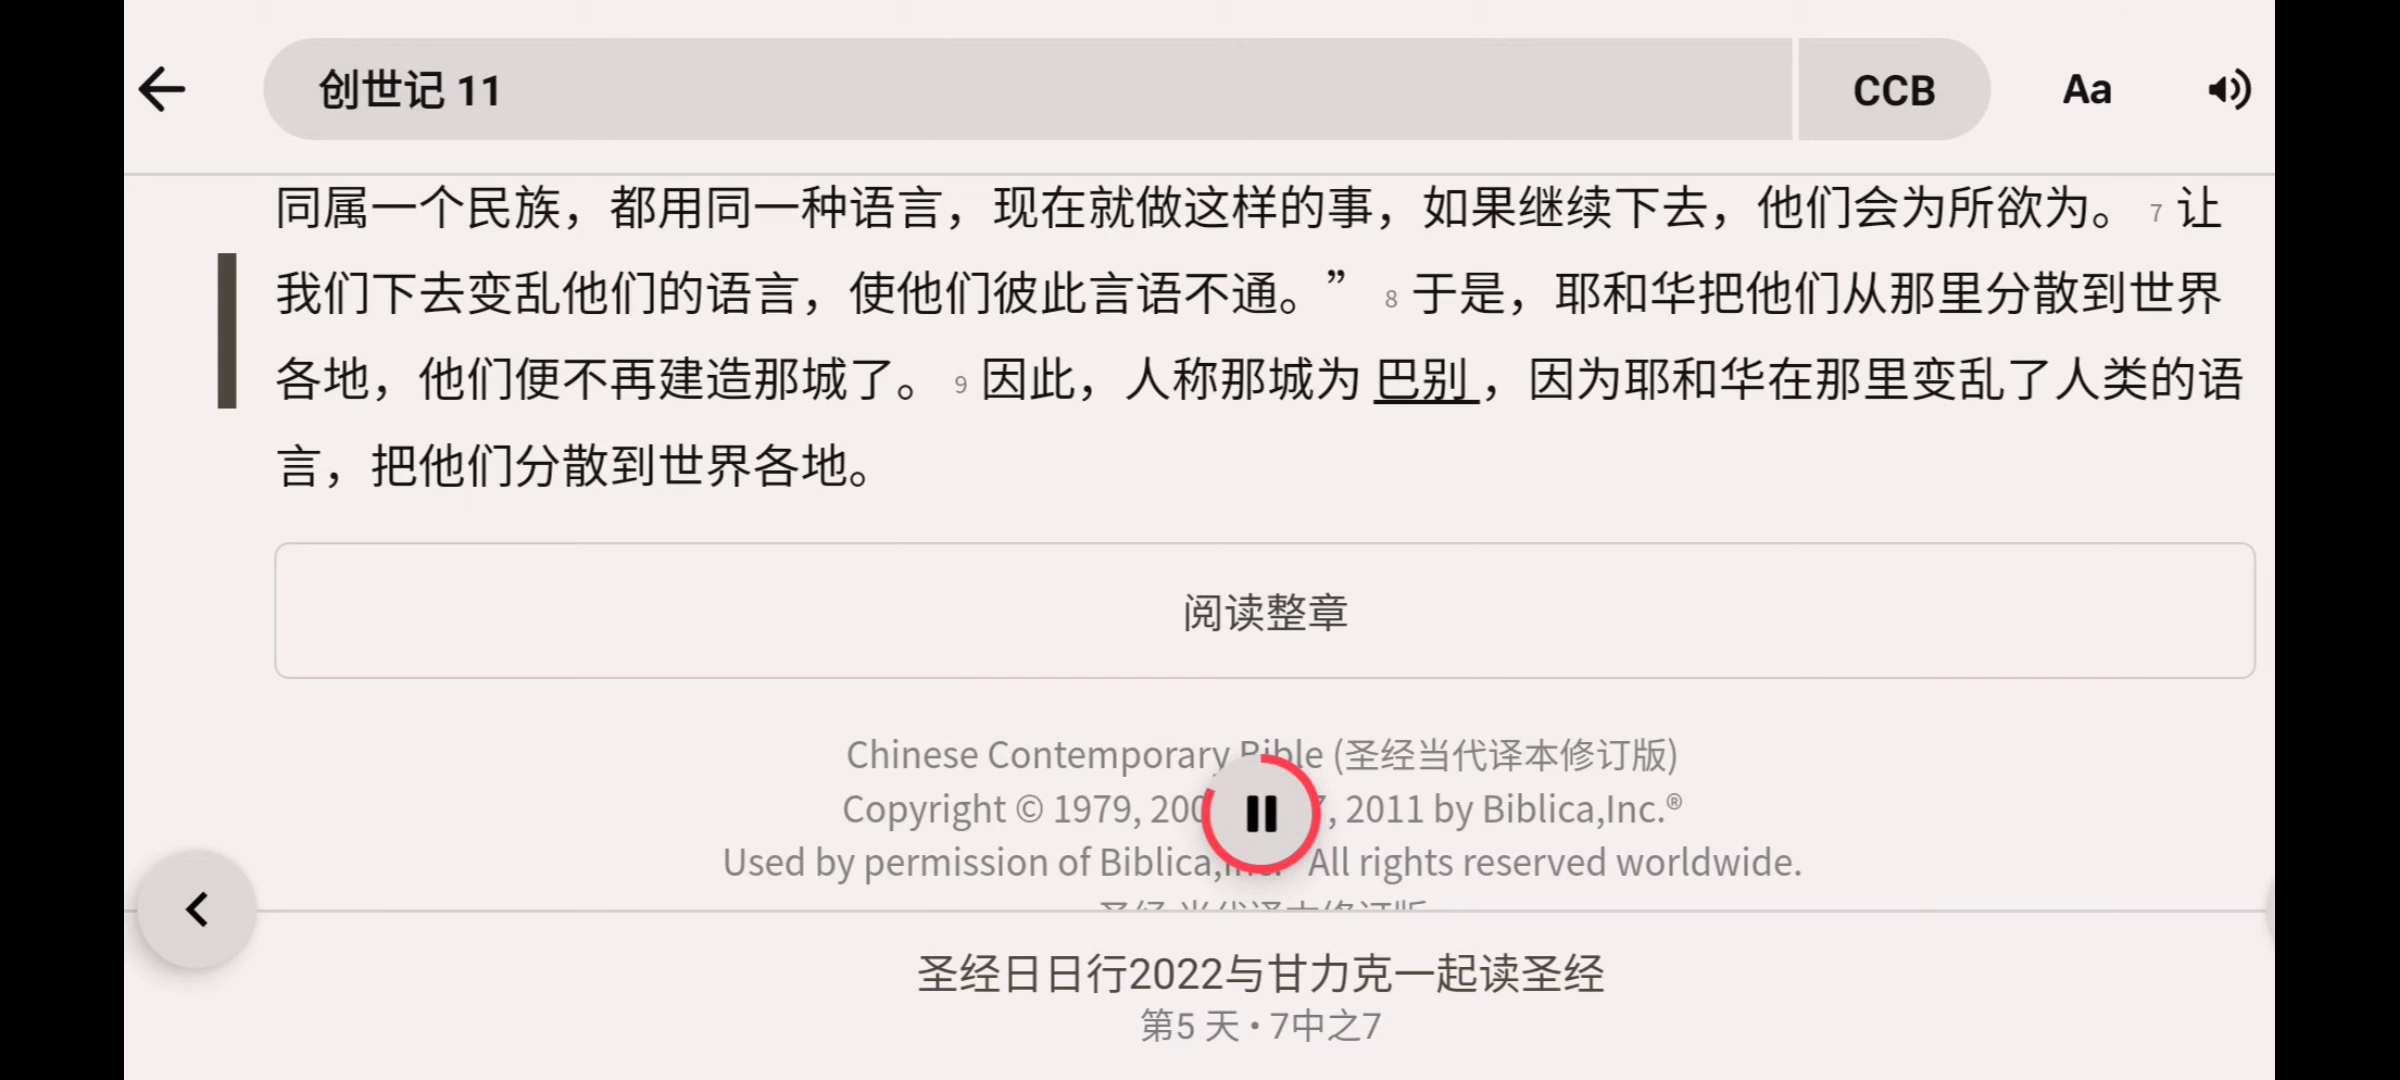 创世记 11
CCB
Aa
同属一个民族，都用同一种语言，现在就做这样的事，如果继续下去，他们会为所欲为。 7 让
我们下去变乱他们的语言，使他们彼此言语不通。” 8 于是，耶和华把他们从那里分散到世界
各地，他们便不再建造那城了。 9 因此，人称那城为 巴别 ，因为耶和华在那里变乱了人类的语
言，把他们分散到世界各地。
阅读整章
Chinese Contemporary Bible (圣经当代译本修订版)
Copyright © 1979, , 2011 by Biblica,Inc.®
Used by permission of Biblica, All rights reserved worldwide.
圣经日日行2022与甘力克一起读圣经
第5 天 • 7中之7